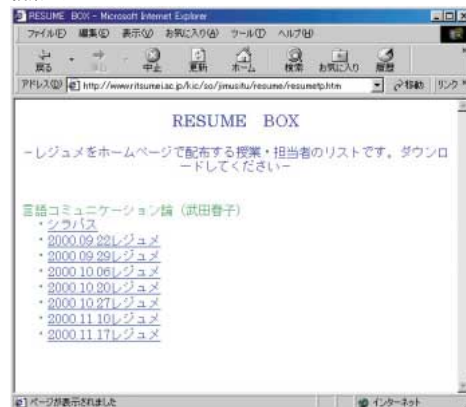 RESUME BOX - Microsoft Internet Explorer
ファイル(F) 編集(E) 表示(V) お気に入り(A) ツール(T) ヘルプ(H)
戻る 中止 更新 ホーム 検索 お気に入り 履歴
アドレス(D) http://www.ritsumei.ac.jp/kic/so/jimusitu/resume/resumetp.htm 移動 リンク
RESUME BOX
－レジュメをホームページで配布する授業・担当者のリストです。ダウンロ
ードしてください－
言語コミュニケーション論（武田春子）
・シラバス
・2000.09.22レジュメ
・2000.09.29レジュメ
・2000.10.06レジュメ
・2000.10.20レジュメ
・2000.10.27レジュメ
・2000.11.10レジュメ
・2000.11.17レジュメ
ページが表示されました インターネット